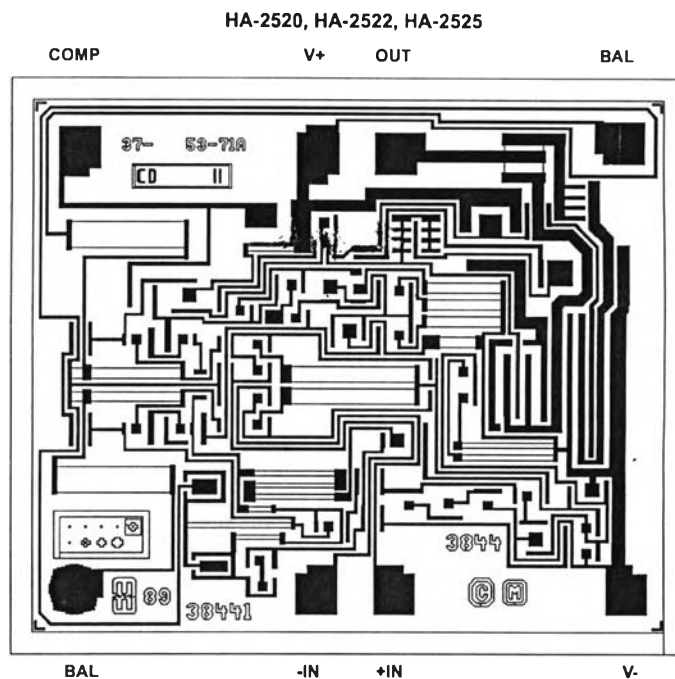 HA-2520, HA-2522, HA-2525
COMP V+ OUT BAL
37- 53-71A
CD II
3844
89
38441
C M
BAL -IN +IN V-